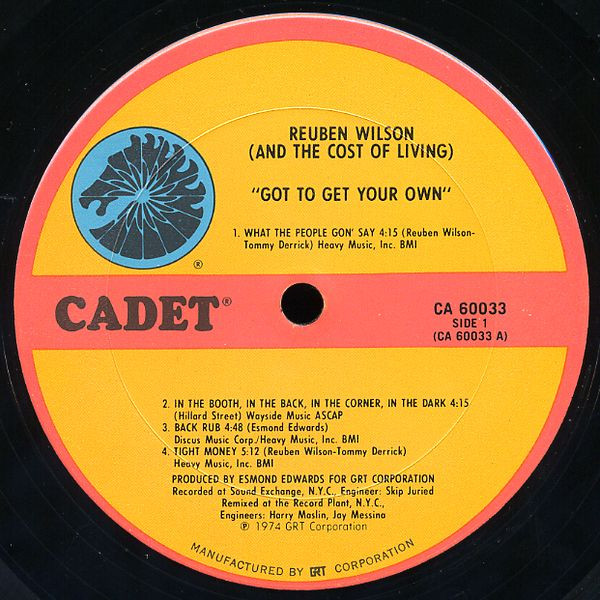 REUBEN WILSON
(AND THE COST OF LIVING)
"GOT TO GET YOUR OWN"
1. WHAT THE PEOPLE GON' SAY 4:15 (Reuben Wilson-
Tommy Derrick) Heavy Music, Inc. BMI
®
CADET®
CA 60033
SIDE 1
(CA 60033 A)
2. IN THE BOOTH, IN THE BACK, IN THE CORNER, IN THE DARK 4:15
(Hillard Street) Wayside Music ASCAP
3. BACK RUB 4:48 (Esmond Edwards)
Discus Music Corp./Heavy Music, Inc. BMI
4. TIGHT MONEY 5:12 (Reuben Wilson-Tommy Derrick)
Heavy Music, Inc. BMI
PRODUCED BY ESMOND EDWARDS FOR GRT CORPORATION
Recorded at Sound Exchange, N.Y.C., Engineer: Skip Juried
Remixed at the Record Plant, N.Y.C.,
Engineers: Harry Maslin, Jay Messina
℗ 1974 GRT Corporation
MANUFACTURED BY GRT CORPORATION